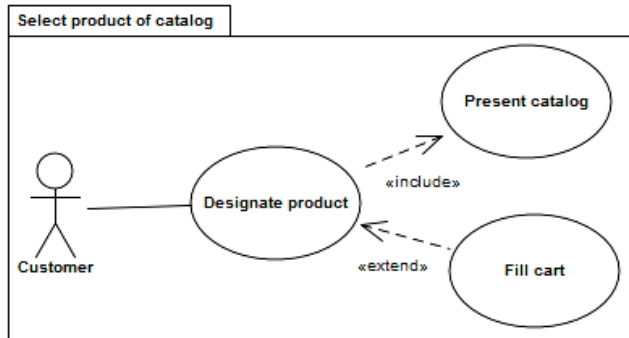 Select product of catalog
Present catalog
«include»
Designate product
Customer
«extend»
Fill cart